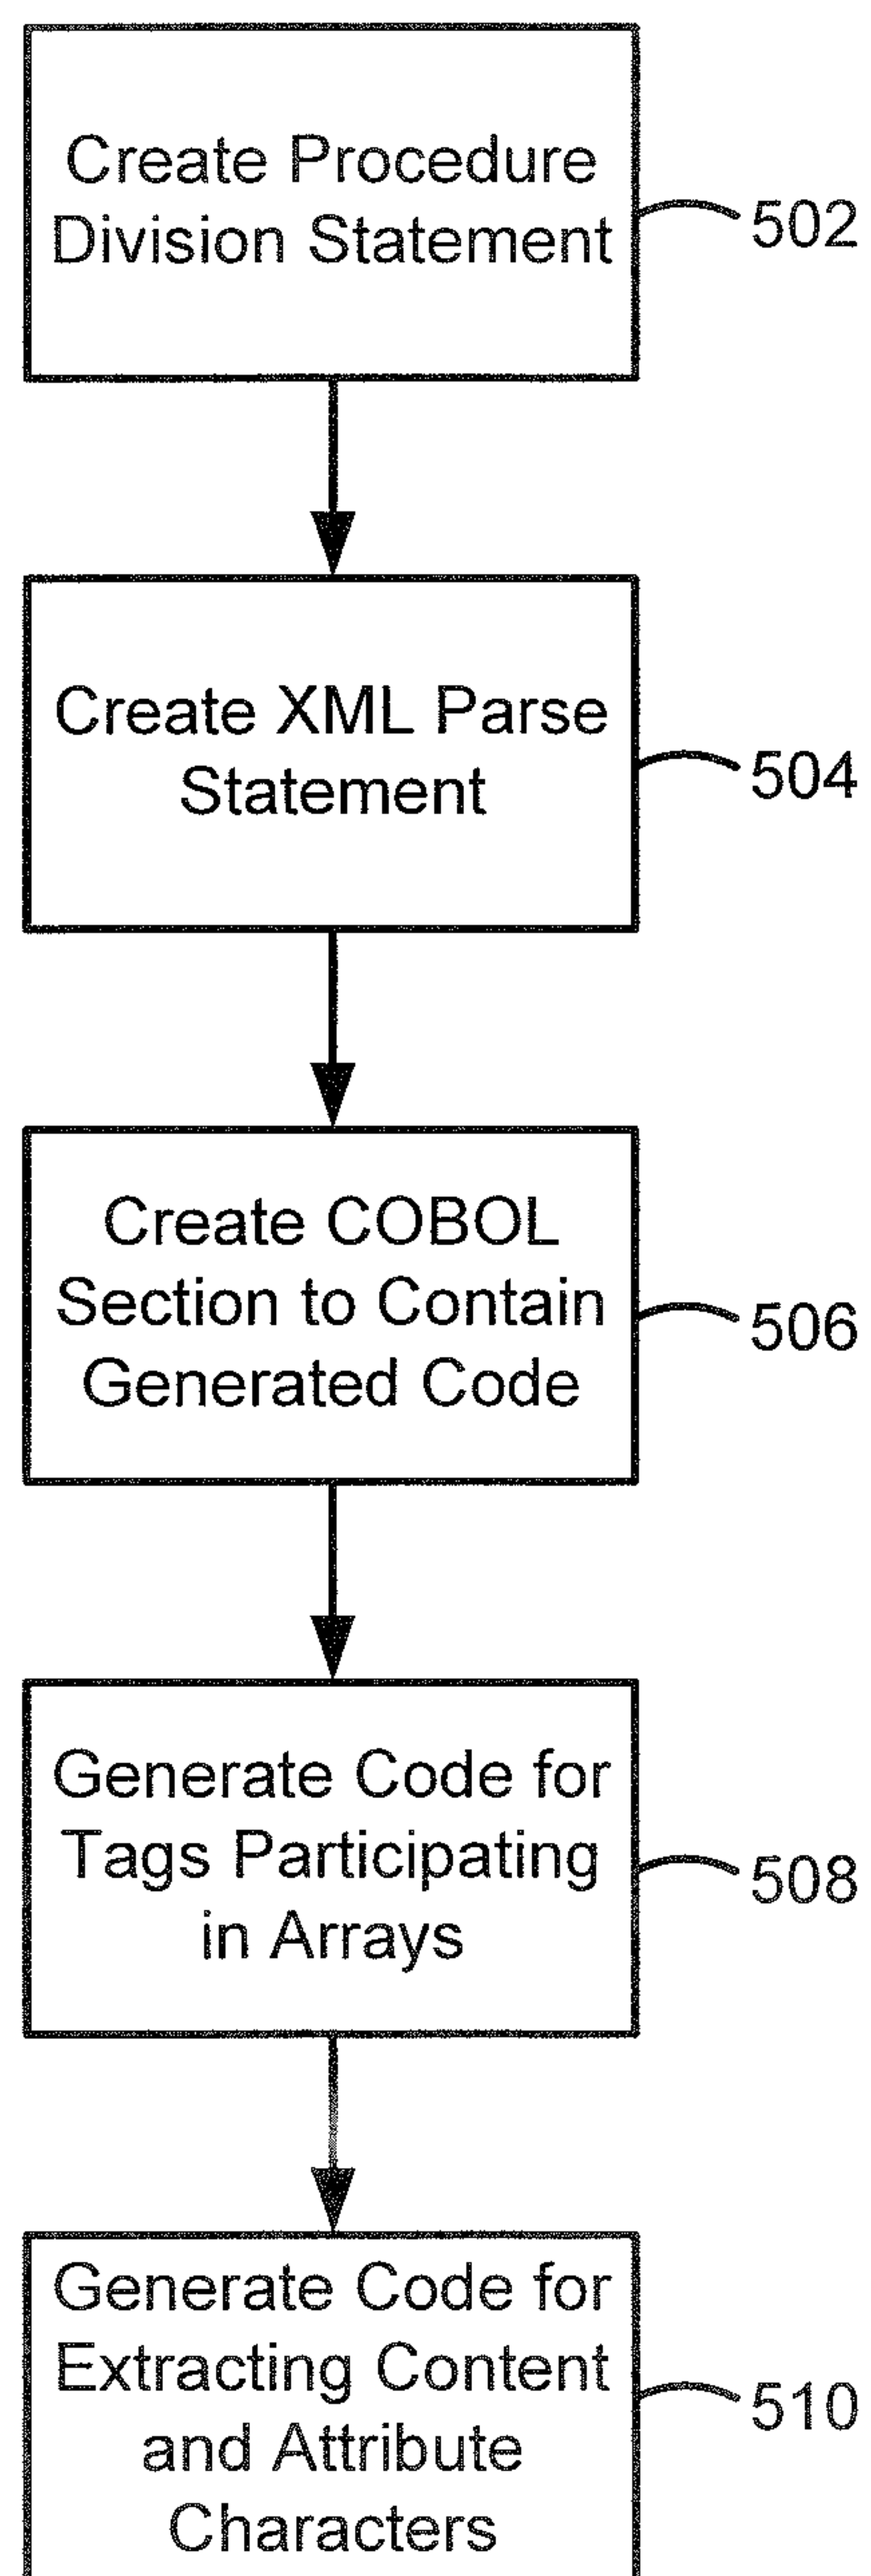 Create Procedure
Division Statement
502
Create XML Parse
Statement
504
Create COBOL
Section to Contain
Generated Code
506
Generate Code for
Tags Participating
in Arrays
508
Generate Code for
Extracting Content
and Attribute
Characters
510